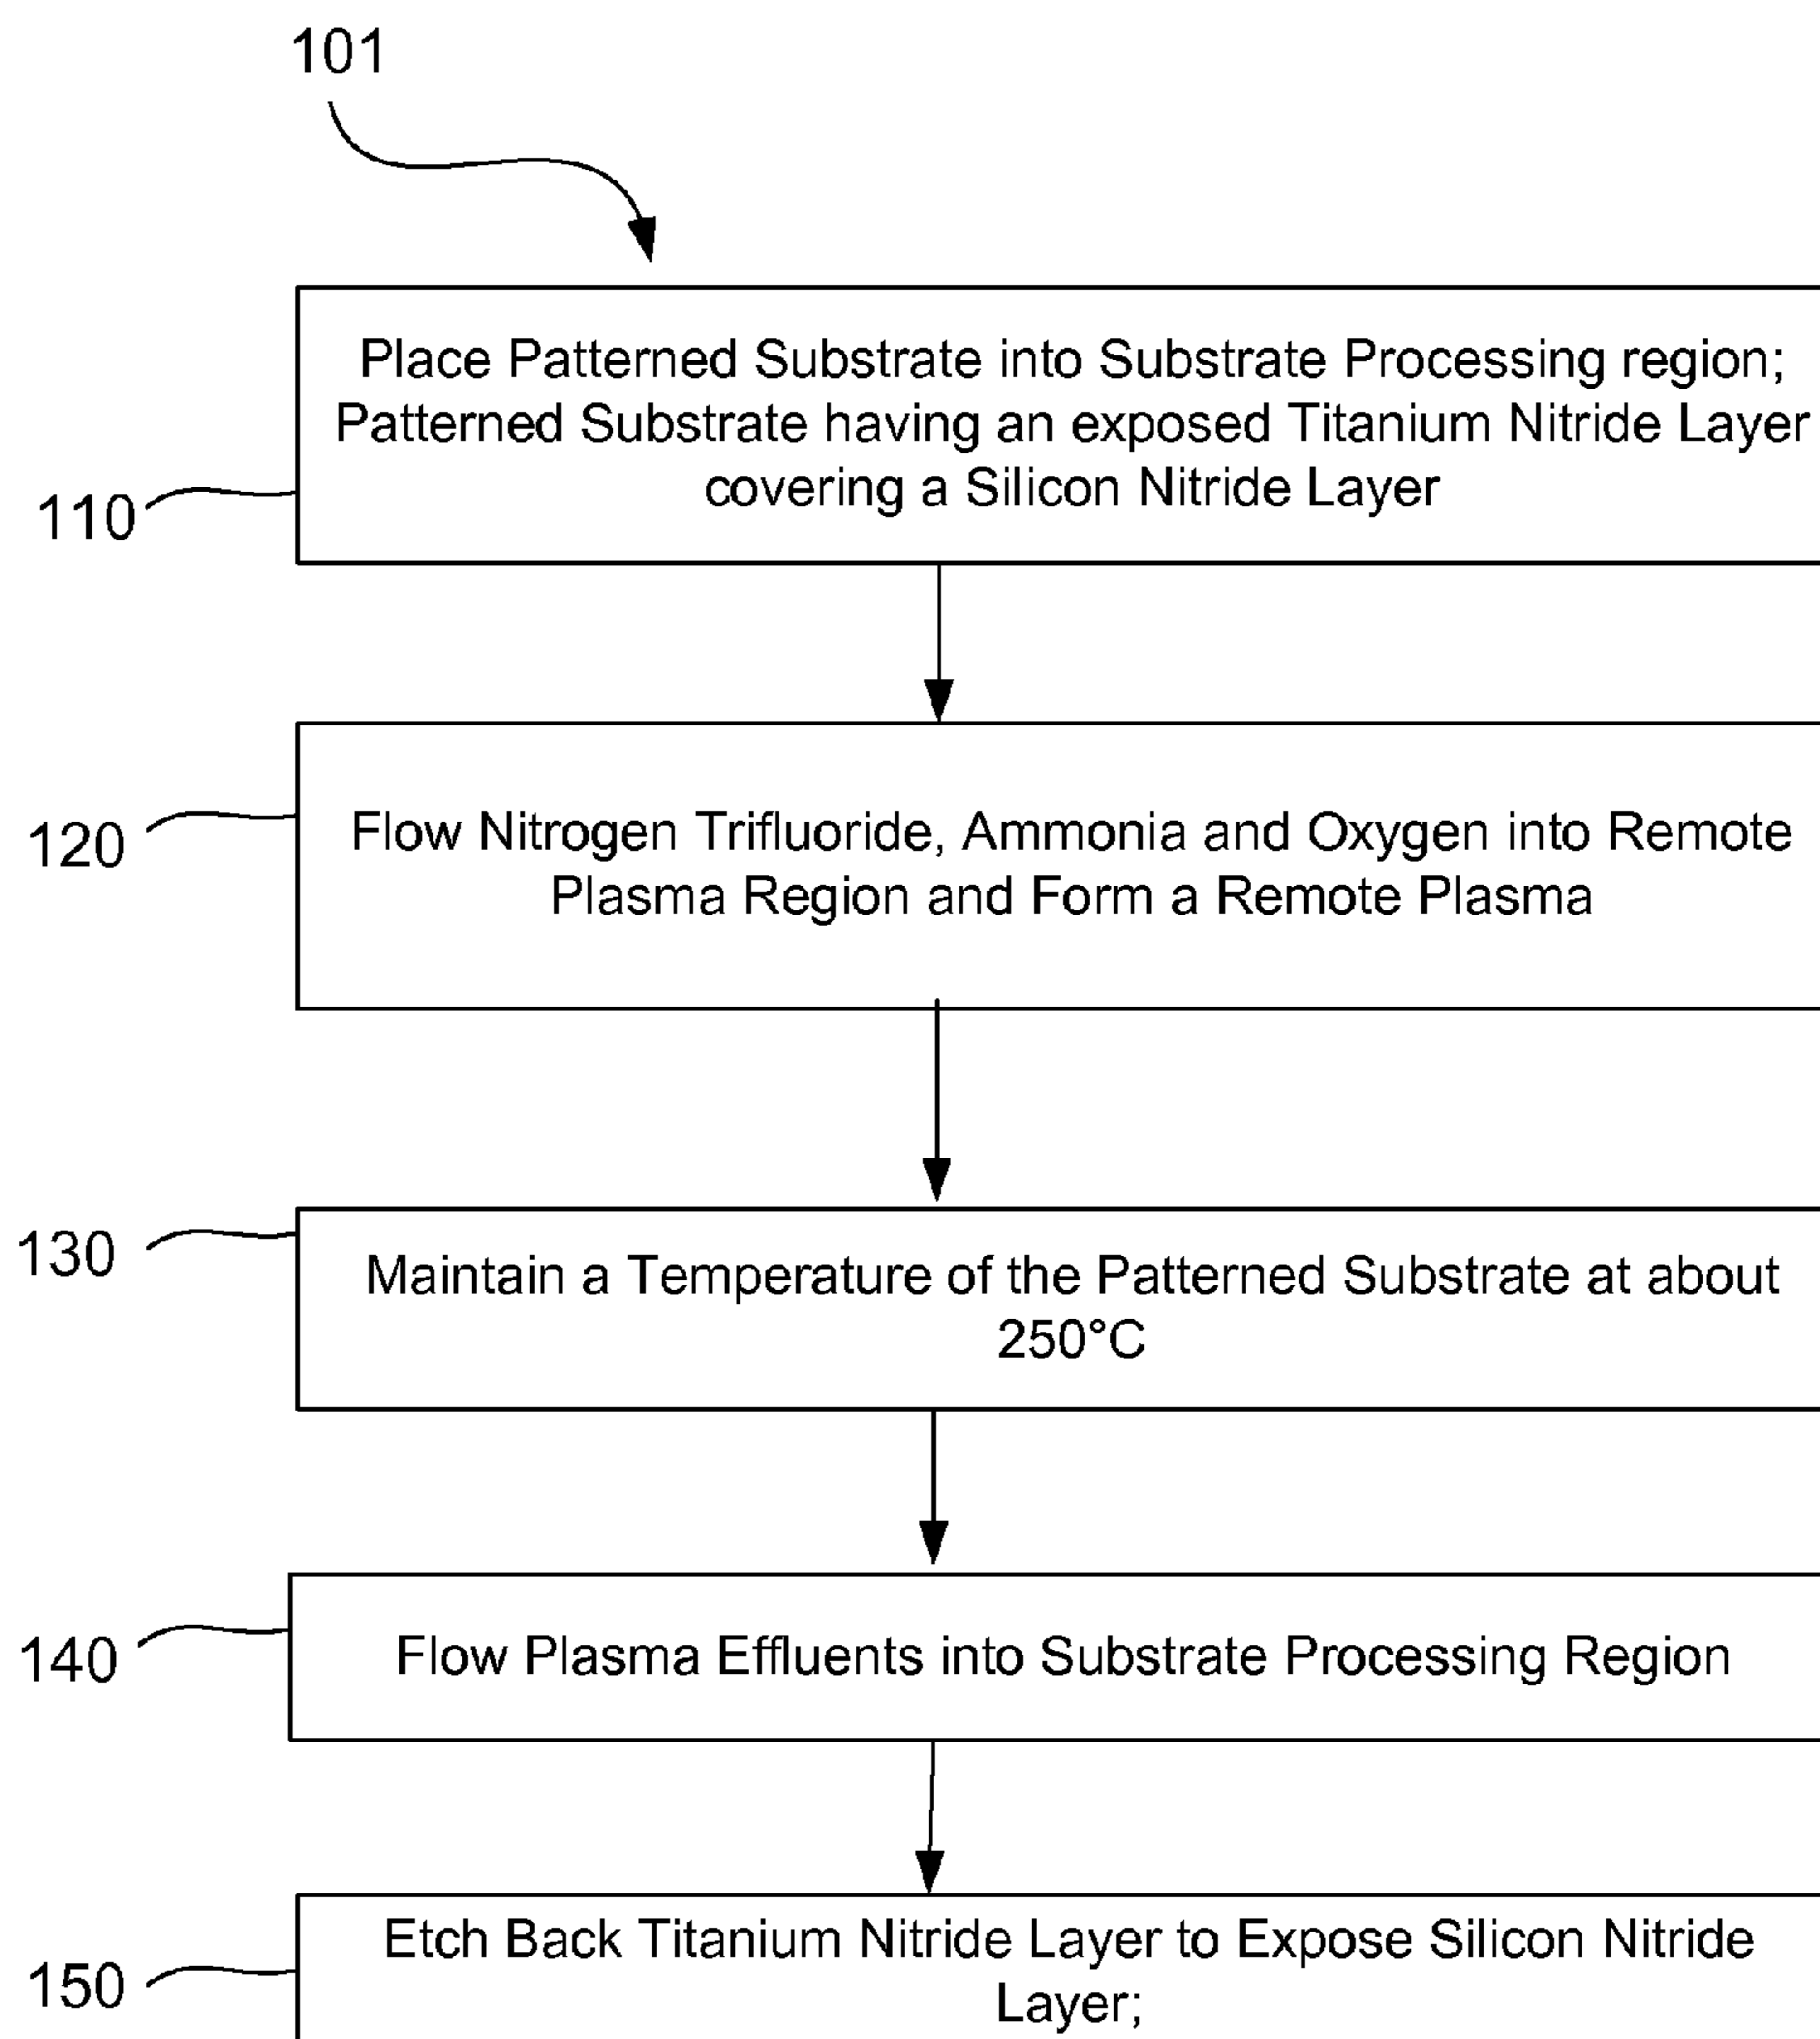 101
Place Patterned Substrate into Substrate Processing region;
Patterned Substrate having an exposed Titanium Nitride Layer
covering a Silicon Nitride Layer
110
120
Flow Nitrogen Trifluoride, Ammonia and Oxygen into Remote
Plasma Region and Form a Remote Plasma
130
Maintain a Temperature of the Patterned Substrate at about
250°C
140
Flow Plasma Effluents into Substrate Processing Region
150
Etch Back Titanium Nitride Layer to Expose Silicon Nitride
Layer;